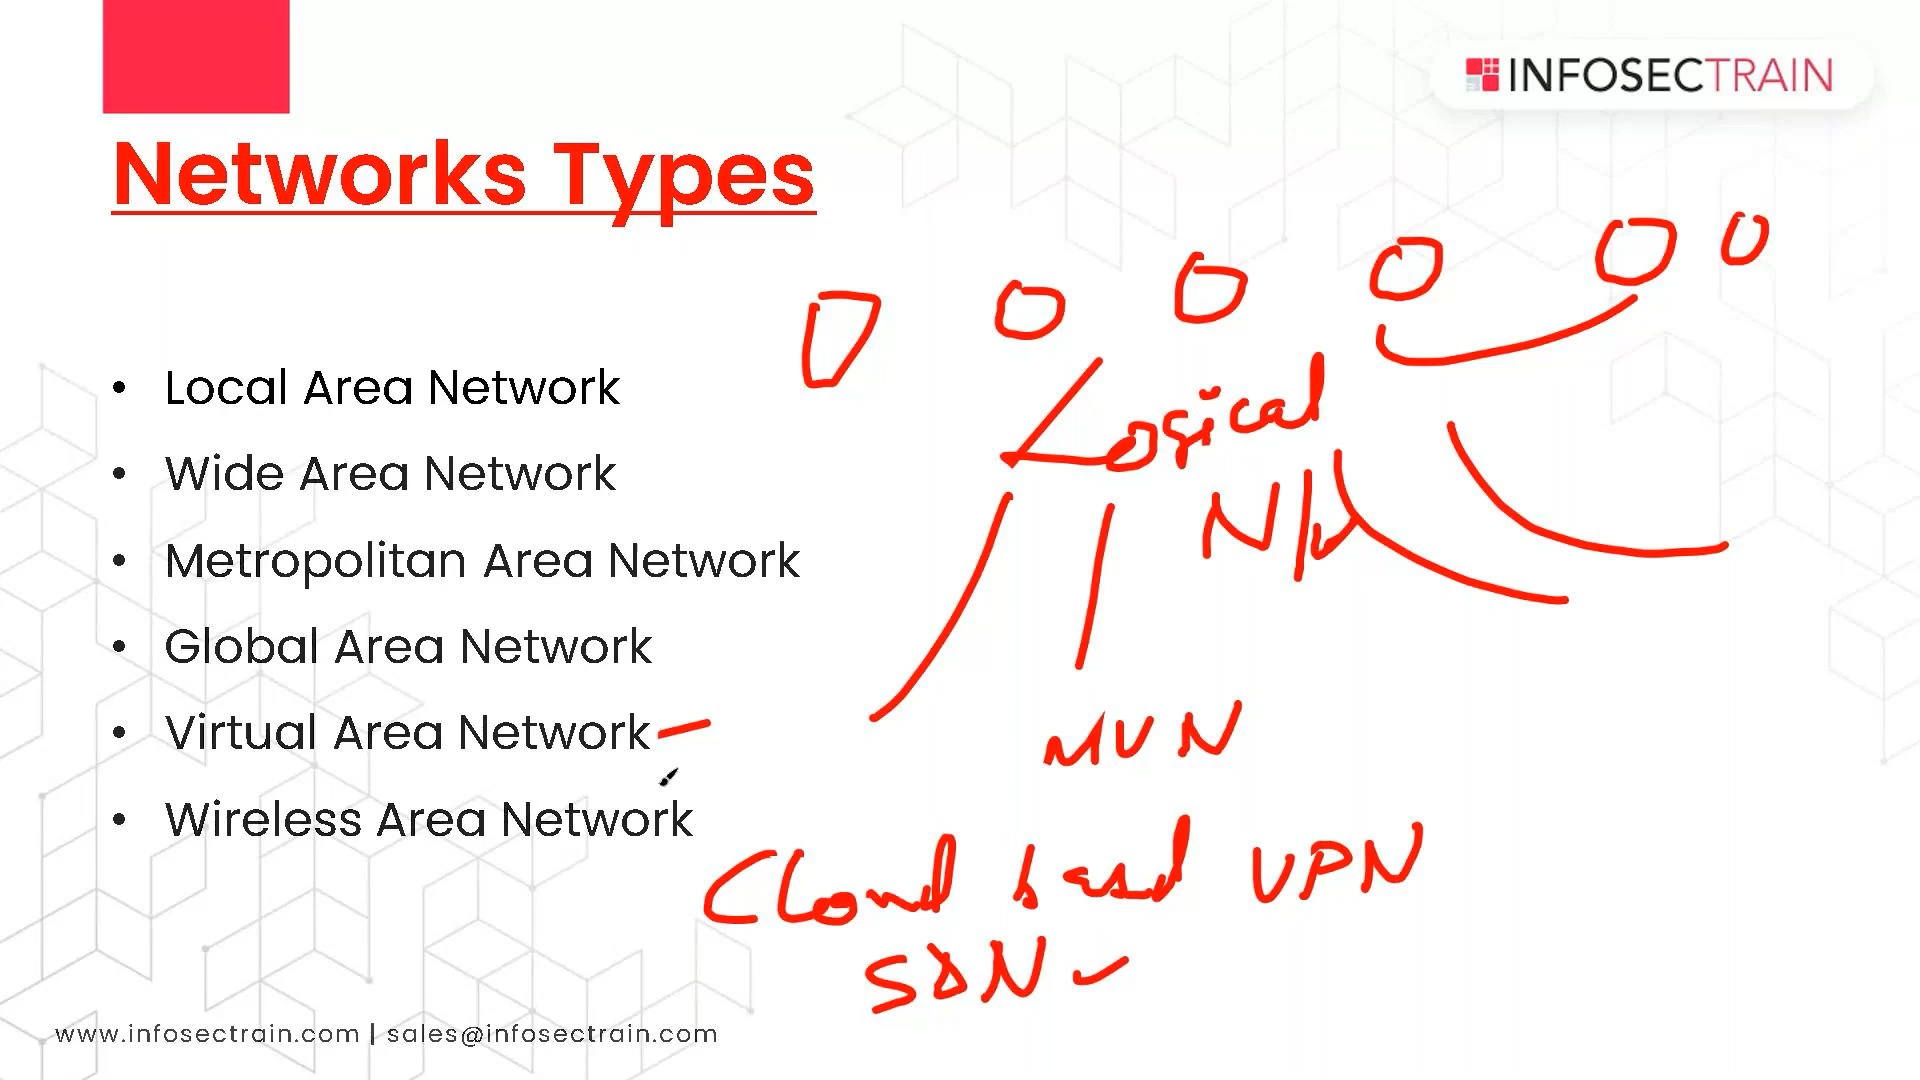 INFOSECTRAIN
Networks Types
• Local Area Network
• Wide Area Network
• Metropolitan Area Network
• Global Area Network
• Virtual Area Network
• Wireless Area Network
Logical
N/W
MVN
Cloud based VPN
SDN
www.infosectrain.com | sales@infosectrain.com